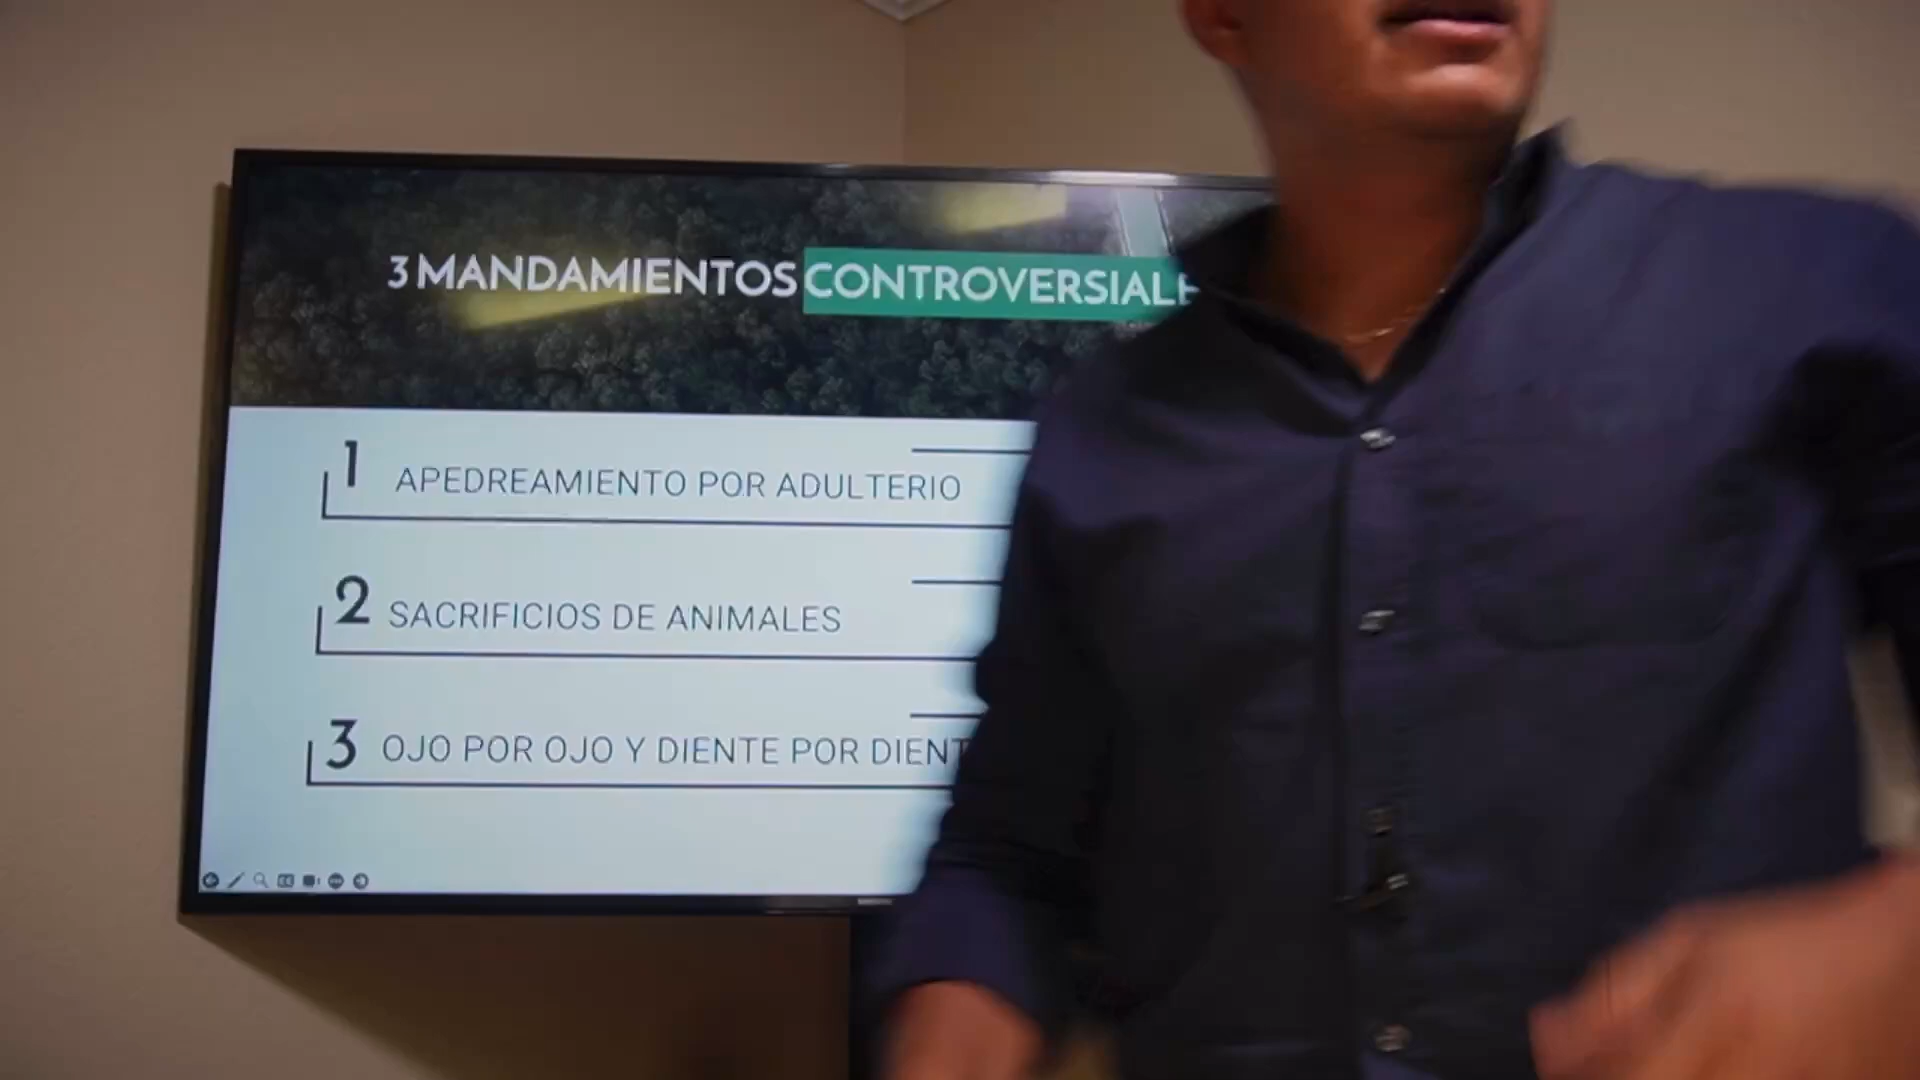 3 MANDAMIENTOS CONTROVERSIALE
1 APEDREAMIENTO POR ADULTERIO
2 SACRIFICIOS DE ANIMALES
3 OJO POR OJO Y DIENTE POR DIENT